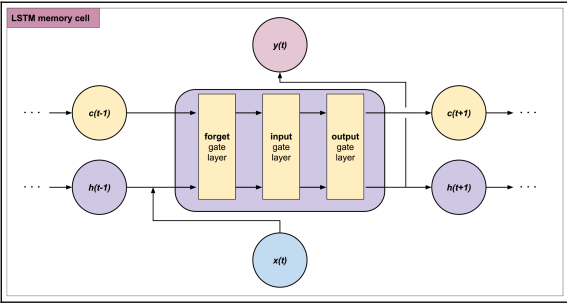 LSTM memory cell
y(t)
. . .
c(t-1)
c(t+1)
. . .
forget
gate
layer
input
gate
layer
output
gate
layer
. . .
h(t-1)
h(t+1)
. . .
x(t)